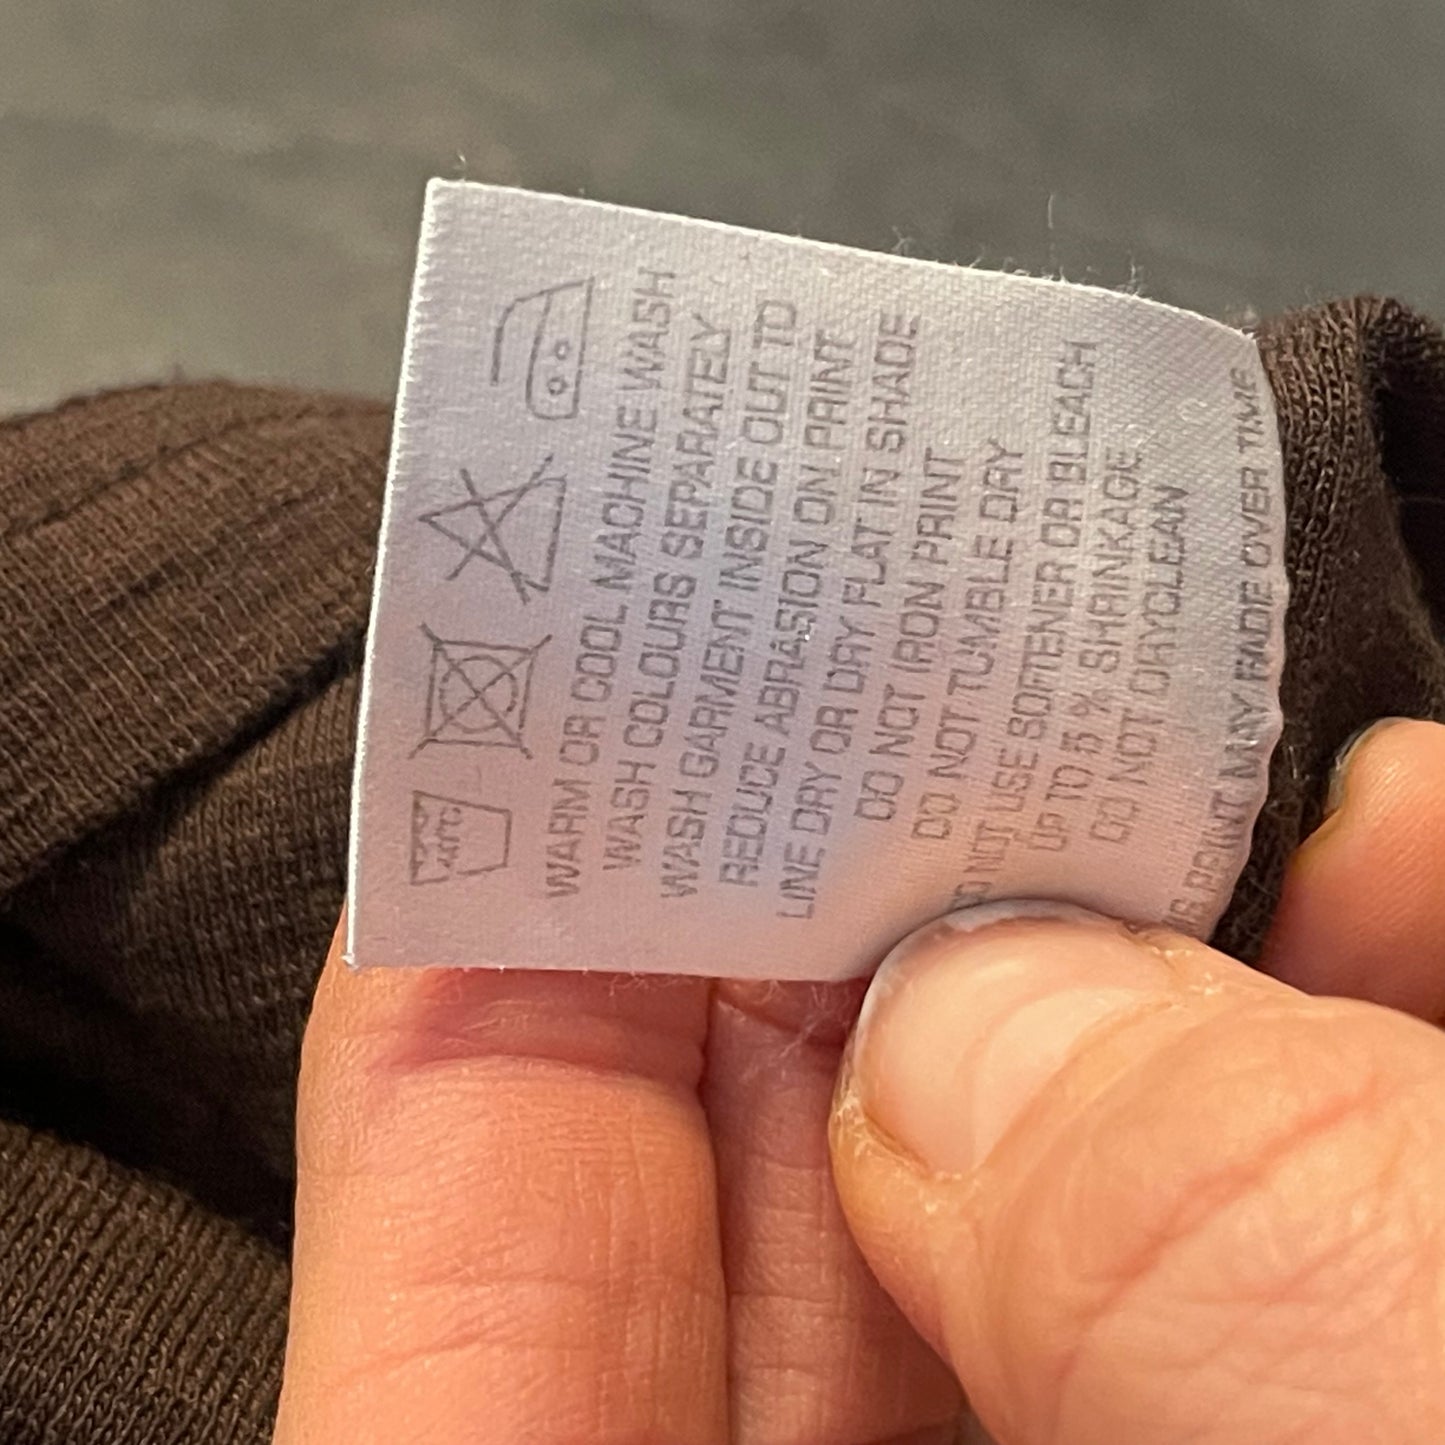 40°C
WARM OR COOL MACHINE WASH
WASH COLOURS SEPARATELY
WASH GARMENT INSIDE OUT TO
REDUCE ABRASION ON PRINT
LINE DRY OR DRY FLAT IN SHADE
DO NOT IRON PRINT
DO NOT TUMBLE DRY
DO NOT USE SOFTENER OR BLEACH
UP TO 5 % SHRINKAGE
DO NOT DRYCLEAN
PRINT MAY FADE OVER TIME